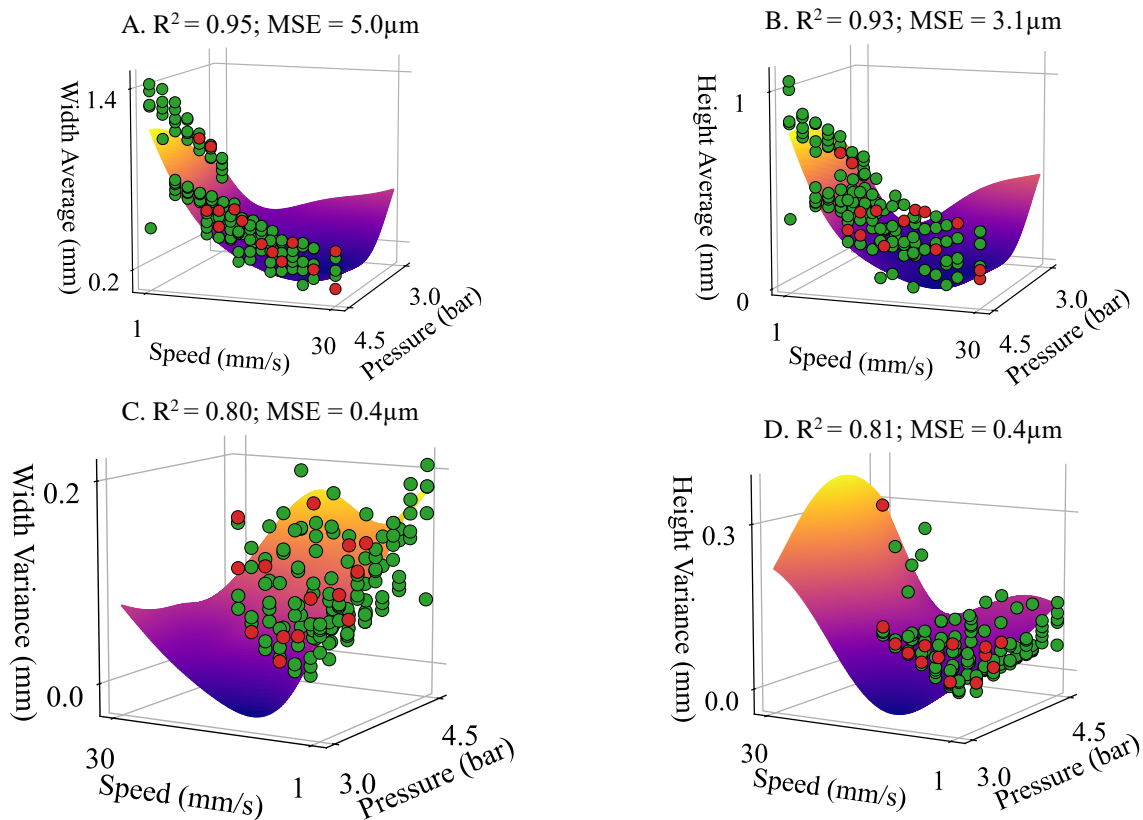 A. R² = 0.95; MSE = 5.0µm
Width Average (mm)
1.4
0.2
1
Speed (mm/s)
30
4.5
Pressure (bar)
3.0
B. R² = 0.93; MSE = 3.1µm
Height Average (mm)
1
0
1
Speed (mm/s)
30
4.5
Pressure (bar)
3.0
C. R² = 0.80; MSE = 0.4µm
Width Variance (mm)
0.2
0.0
30
Speed (mm/s)
1
3.0
Pressure (bar)
4.5
D. R² = 0.81; MSE = 0.4µm
Height Variance (mm)
0.3
0.0
30
Speed (mm/s)
1
3.0
Pressure (bar)
4.5